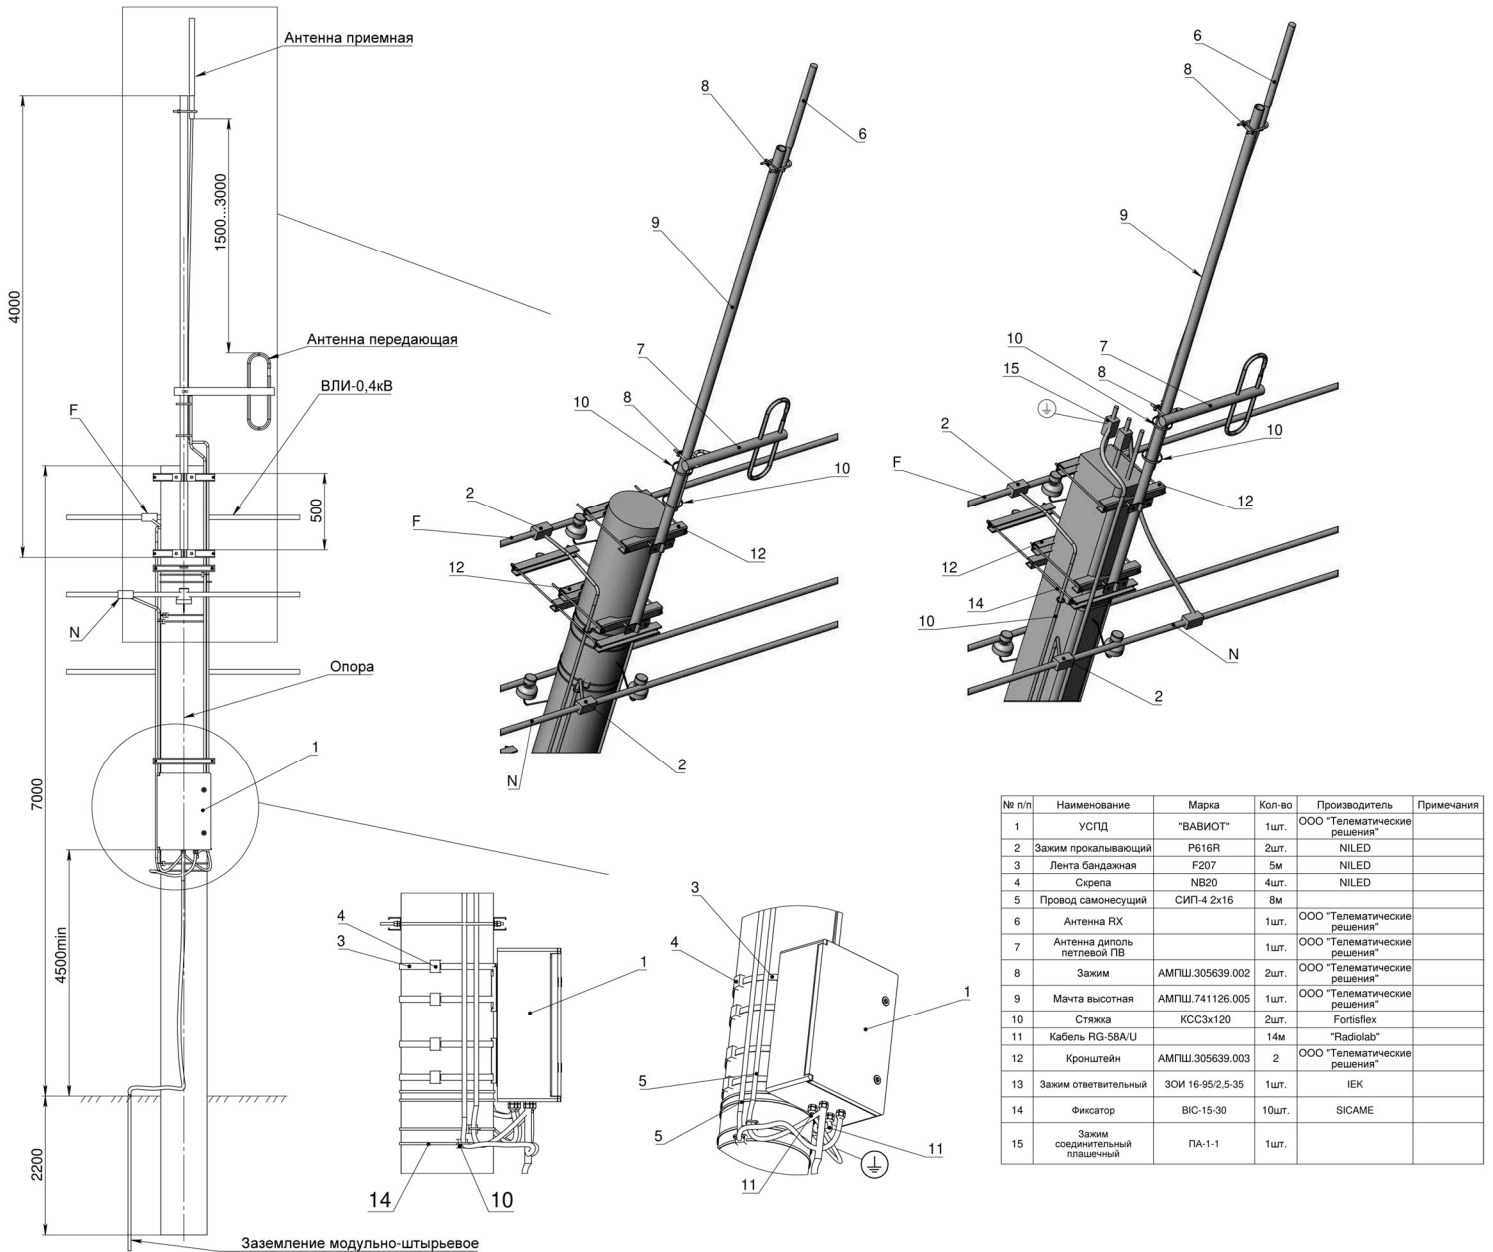 Антенна приемная
4000
1500...3000
Антенна передающая
ВЛИ-0,4кВ
F
500
N
Опора
7000
1
4500min
2200
Заземление модульно-штырьевое
8
6
8
9
7
8
10
10
2
F
12
12
N
2
6
8
9
10
7
15
8
2
10
F
12
12
14
10
N
2
4
3
1
14
10
3
4
1
5
5
11
11
№ п/п Наименование Марка Кол-во Производитель Примечания
1 УСПД "ВАВИОТ" 1шт. ООО "Телематические
решения"
2 Зажим прокалывающий P616R 2шт. NILED
3 Лента бандажная F207 5м NILED
4 Скрепа NB20 4шт. NILED
5 Провод самонесущий СИП-4 2х16 8м
6 Антенна RX 1шт. ООО "Телематические
решения"
7 Антенна диполь
петлевой ПВ 1шт. ООО "Телематические
решения"
8 Зажим АМПШ.305639.002 2шт. ООО "Телематические
решения"
9 Мачта высотная АМПШ.741126.005 1шт. ООО "Телематические
решения"
10 Стяжка КСС3х120 2шт. Fortisflex
11 Кабель RG-58A/U 14м "Radiolab"
12 Кронштейн АМПШ.305639.003 2 ООО "Телематические
решения"
13 Зажим ответвительный ЗОИ 16-95/2,5-35 1шт. IEK
14 Фиксатор BIC-15-30 10шт. SICAME
15 Зажим
соединительный
плашечный ПА-1-1 1шт.